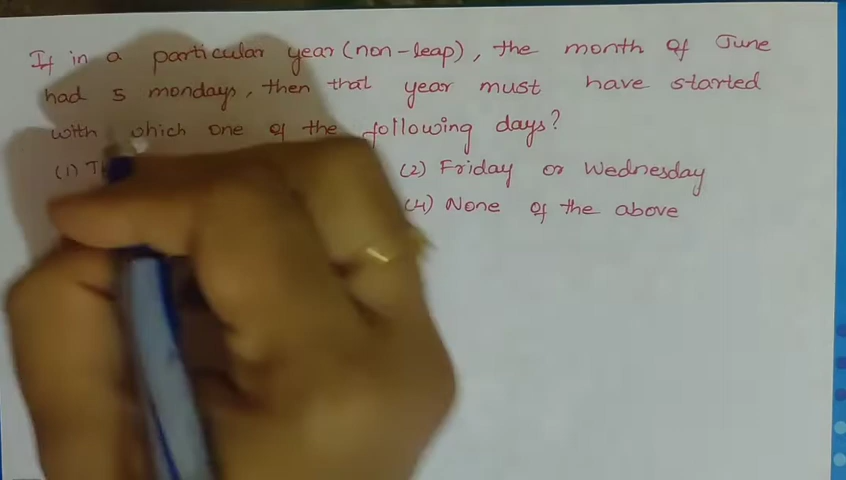 If in a particular year (non-leap), the month of June
had 5 mondays, then that year must have started
with which one of the following days?
(1) (2) Friday or Wednesday
(4) None of the above